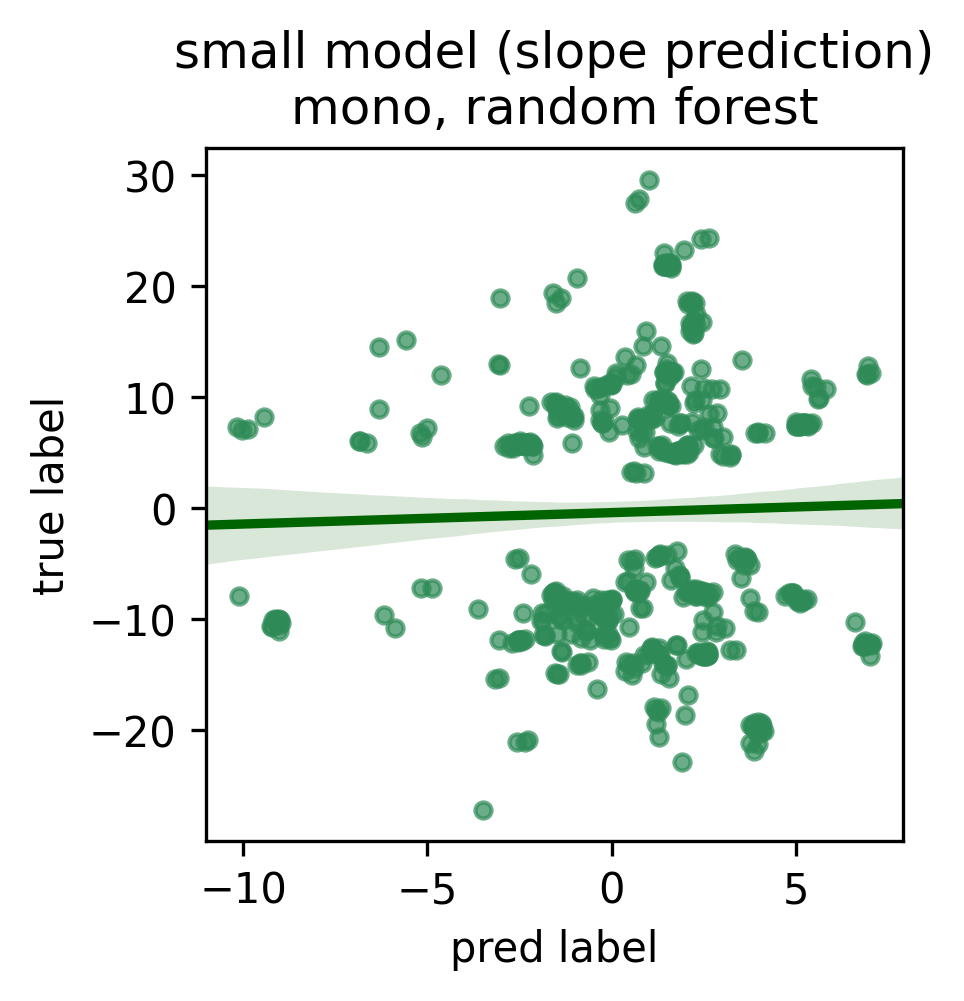 small model (slope prediction)
mono, random forest
30
20
10
0
−10
−20
true label
−10
−5
0
5
pred label